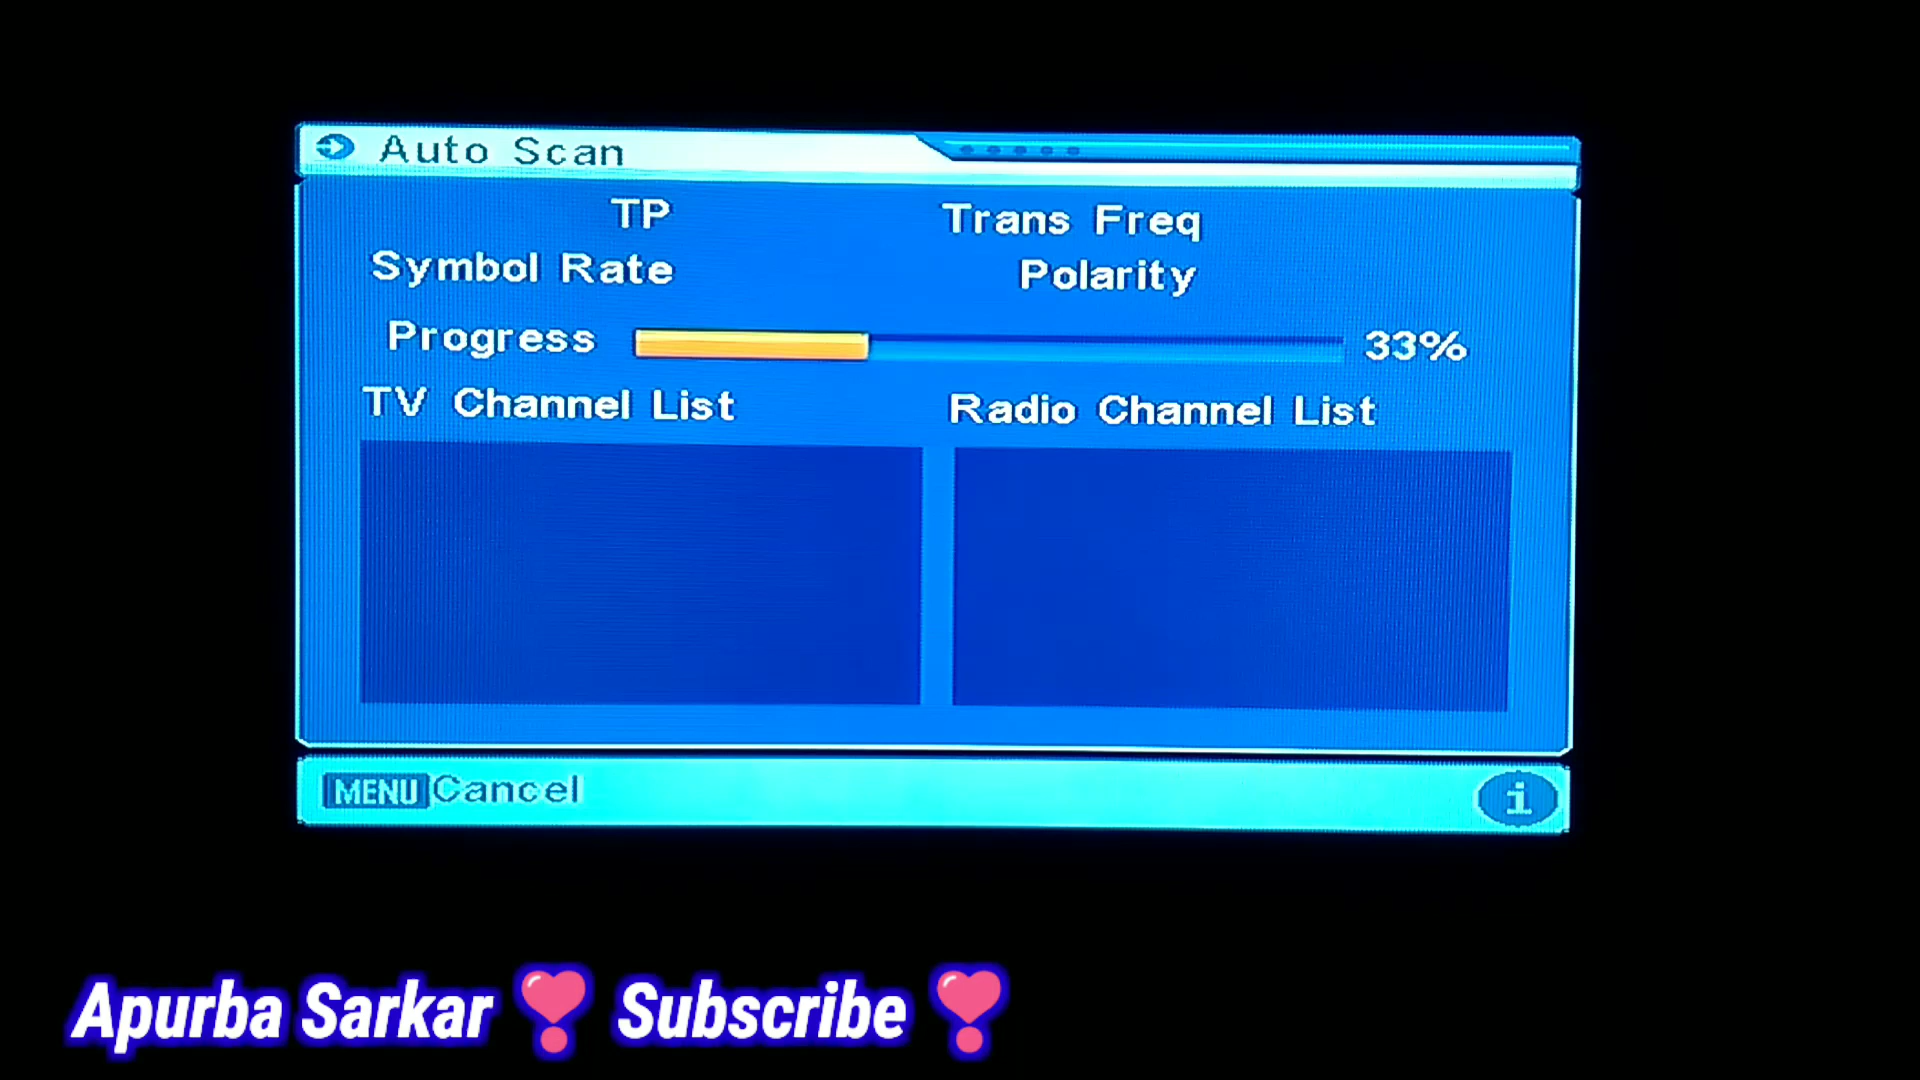 Auto Scan
TP Trans Freq
Symbol Rate Polarity
Progress 33%
TV Channel List Radio Channel List
MENU Cancel i
Apurba Sarkar ❣ Subscribe ❣